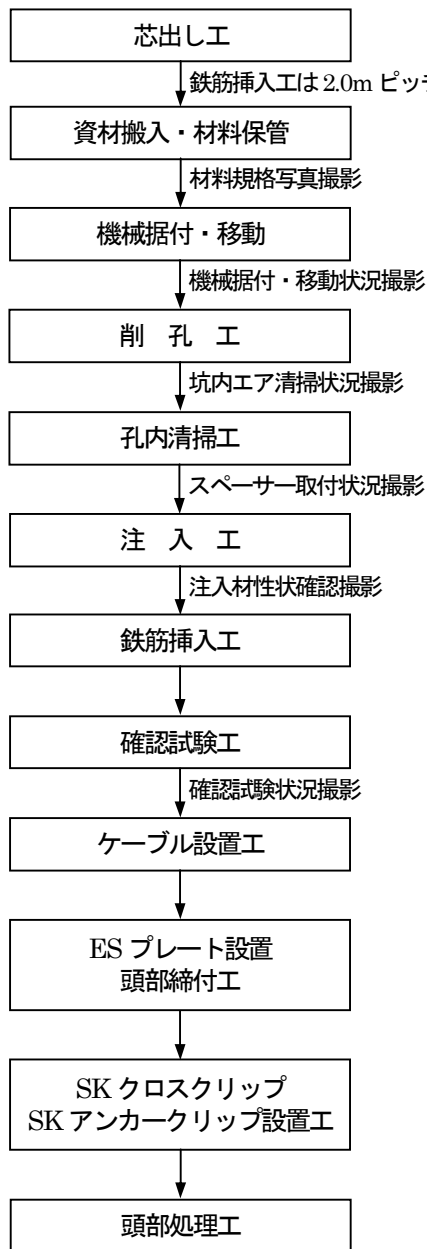 芯出し工
鉄筋挿入工は2.0m ピッチ
資材搬入・材料保管
材料規格写真撮影
機械据付・移動
機械据付・移動状況撮影
削　孔　工
坑内エア清掃状況撮影
孔内清掃工
スペーサー取付状況撮影
注　入　工
注入材性状確認撮影
鉄筋挿入工
確認試験工
確認試験状況撮影
ケーブル設置工
ES プレート設置
頭部締付工
SK クロスクリップ
SK アンカークリップ設置工
頭部処理工